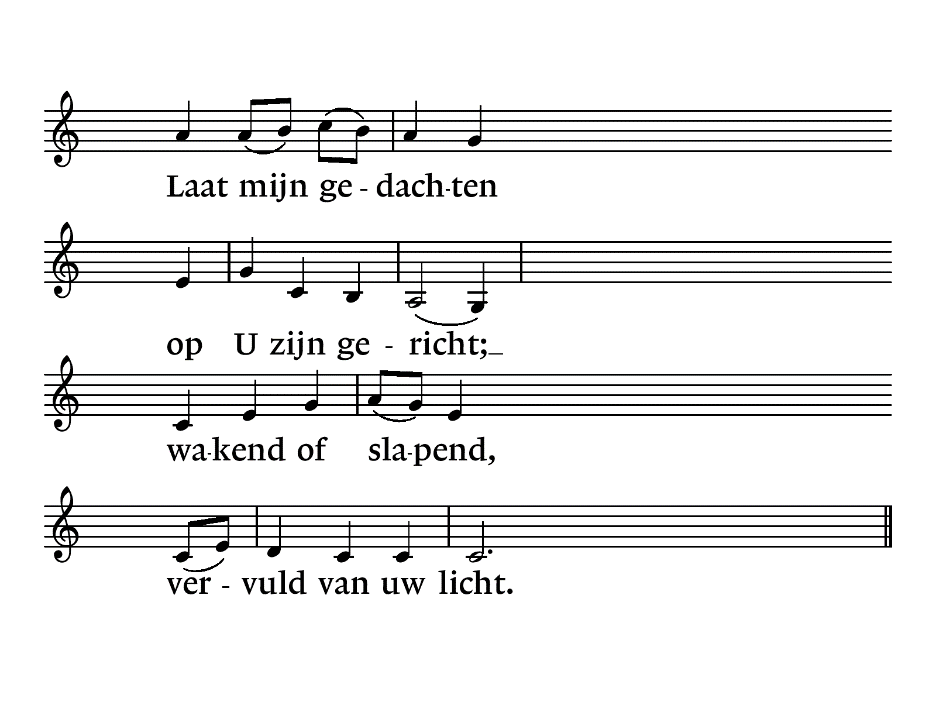 Laat mijn ge - dach-ten
op U zijn ge - richt;_
wa-kend of sla-pend,
ver - vuld van uw licht.